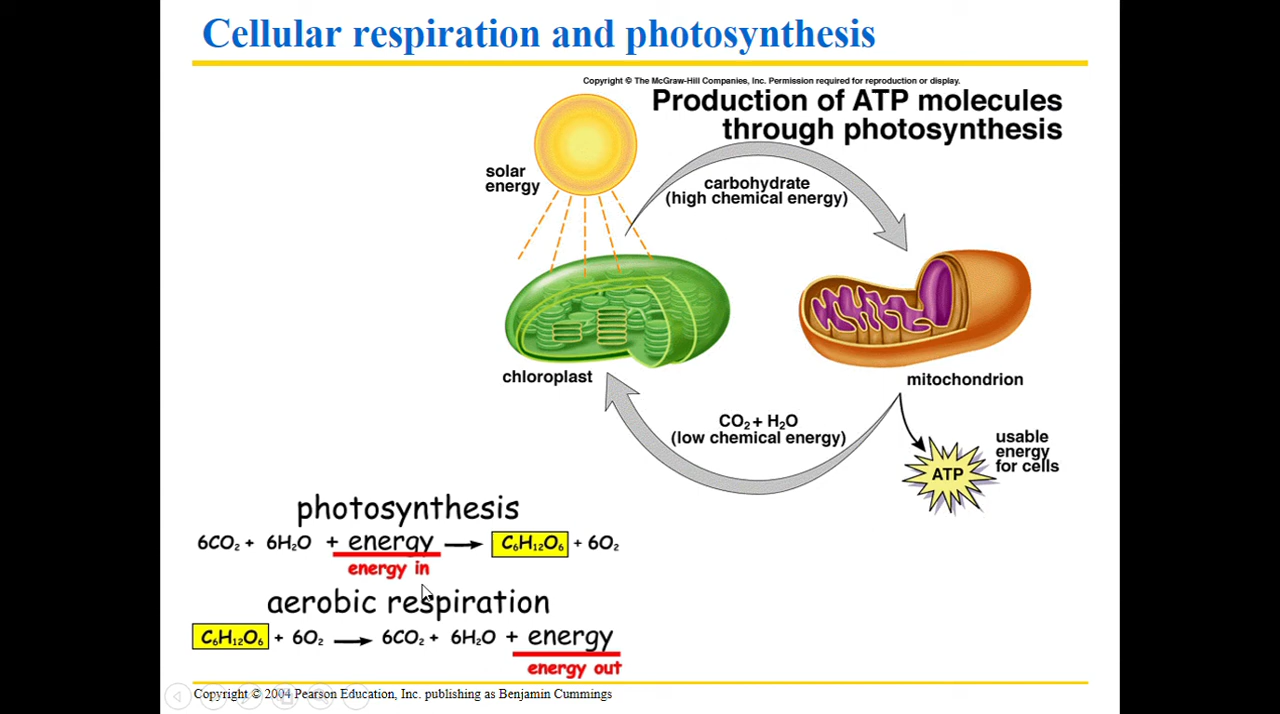 Cellular respiration and photosynthesis
Copyright © The McGraw-Hill Companies, Inc. Permission required for reproduction or display.
Production of ATP molecules
through photosynthesis
solar
energy
carbohydrate
(high chemical energy)
chloroplast
mitochondrion
CO₂ + H₂O
(low chemical energy)
usable
energy
for cells
ATP
photosynthesis
6CO₂ + 6H₂O + energy → C₆H₁₂O₆ + 6O₂
energy in
aerobic respiration
C₆H₁₂O₆ + 6O₂ → 6CO₂ + 6H₂O + energy
energy out
Copyright © 2004 Pearson Education, Inc. publishing as Benjamin Cummings